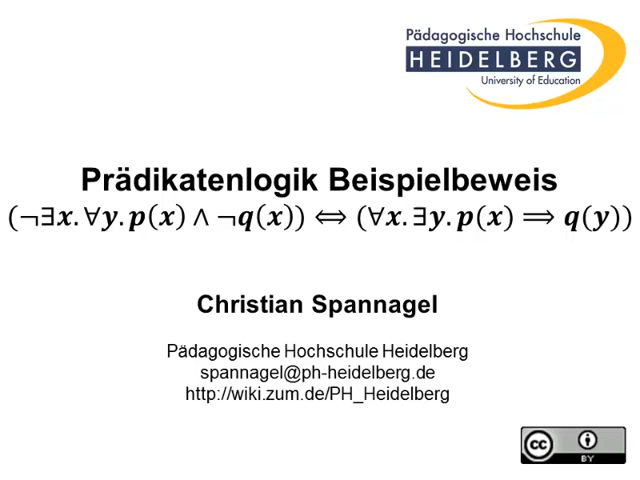 Pädagogische Hochschule
HEIDELBERG
University of Education
Prädikatenlogik Beispielbeweis
(¬∃x.∀y.p(x) ∧ ¬q(x)) ⟺ (∀x.∃y.p(x) ⟹ q(y))
Christian Spannagel
Pädagogische Hochschule Heidelberg
spannagel@ph-heidelberg.de
http://wiki.zum.de/PH_Heidelberg
cc
BY